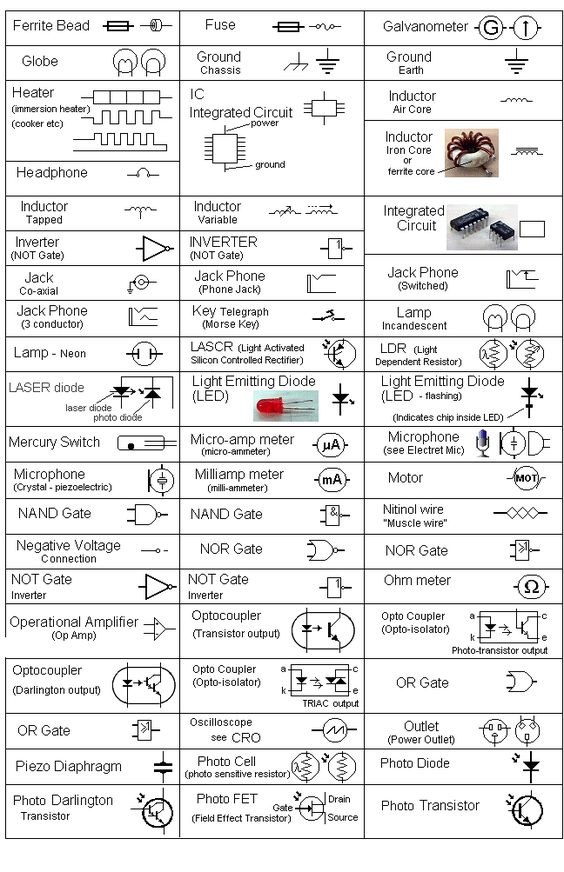 Ferrite Bead
Fuse
Galvanometer
G
Globe
Ground
Chassis
Ground
Earth
Heater
(immersion heater)
(cooker etc)
IC
Integrated Circuit
power
ground
Inductor
Air Core
Inductor
Iron Core
or
ferrite core
Headphone
Inductor
Tapped
Inductor
Variable
Integrated
Circuit
Inverter
(NOT Gate)
INVERTER
(NOT Gate)
1
Jack
Co-axial
Jack Phone
(Phone Jack)
Jack Phone
(Switched)
Jack Phone
(3 conductor)
Key Telegraph
(Morse Key)
Lamp
Incandescent
Lamp - Neon
LASCR (Light Activated
Silicon Controlled Rectifier)
LDR (Light
Dependent Resistor)
λ
LASER diode
laser diode
photo diode
Light Emitting Diode
(LED)
Light Emitting Diode
(LED - flashing)
(Indicates chip inside LED)
Mercury Switch
Micro-amp meter
(micro-ammeter)
µA
Microphone
(see Electret Mic)
Microphone
(Crystal - piezoelectric)
Milliamp meter
(milli-ammeter)
mA
Motor
MOT
NAND Gate
NAND Gate
&
Nitinol wire
"Muscle wire"
Negative Voltage
Connection
NOR Gate
NOR Gate
≥1
NOT Gate
Inverter
NOT Gate
Inverter
1
Ohm meter
Ω
Operational Amplifier
(Op Amp)
Optocoupler
(Transistor output)
Opto Coupler
(Opto-isolator)
a
c
k
e
Photo-transistor output
Optocoupler
(Darlington output)
Opto Coupler
(Opto-isolator)
a
c
k
e
TRIAC output
OR Gate
OR Gate
≥1
Oscilloscope
see CRO
Outlet
(Power Outlet)
Piezo Diaphragm
Photo Cell
(photo sensitive resistor)
λ
Photo Diode
Photo Darlington
Transistor
Photo FET
(Field Effect Transistor)
Gate
Drain
Source
Photo Transistor